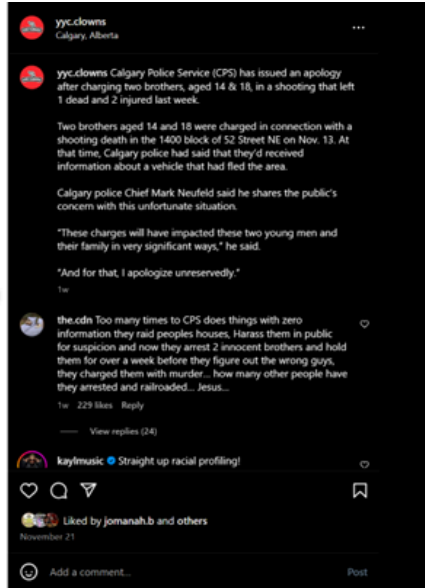 yyc.clowns
Calgary, Alberta
yyc.clowns Calgary Police Service (CPS) has issued an apology
after charging two brothers, aged 14 & 18, in a shooting that left
1 dead and 2 injured last week.
Two brothers aged 14 and 18 were charged in connection with a
shooting death in the 1400 block of 52 Street NE on Nov. 13. At
that time, Calgary police had said that they'd received
information about a vehicle that had fled the area.
Calgary police Chief Mark Neufeld said he shares the public's
concern with this unfortunate situation.
"These charges will have impacted these two young men and
their family in very significant ways," he said.
"And for that, I apologize unreservedly."
1w
the.cdn Too many times to CPS does things with zero
information they raid peoples houses, Harass them in public
for suspicion and now they arrest 2 innocent brothers and hold
them for over a week before they figure out the wrong guys,
they charged them with murder... how many other people have
they arrested and railroaded... Jesus...
1w 229 likes Reply
View replies (24)
kaylmusic Straight up racial profiling!
Liked by jomanah.b and others
November 21
Add a comment... Post